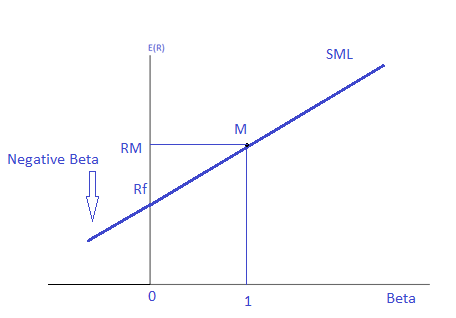 E(R)
SML
M
RM
Negative Beta
Rf
0
1
Beta